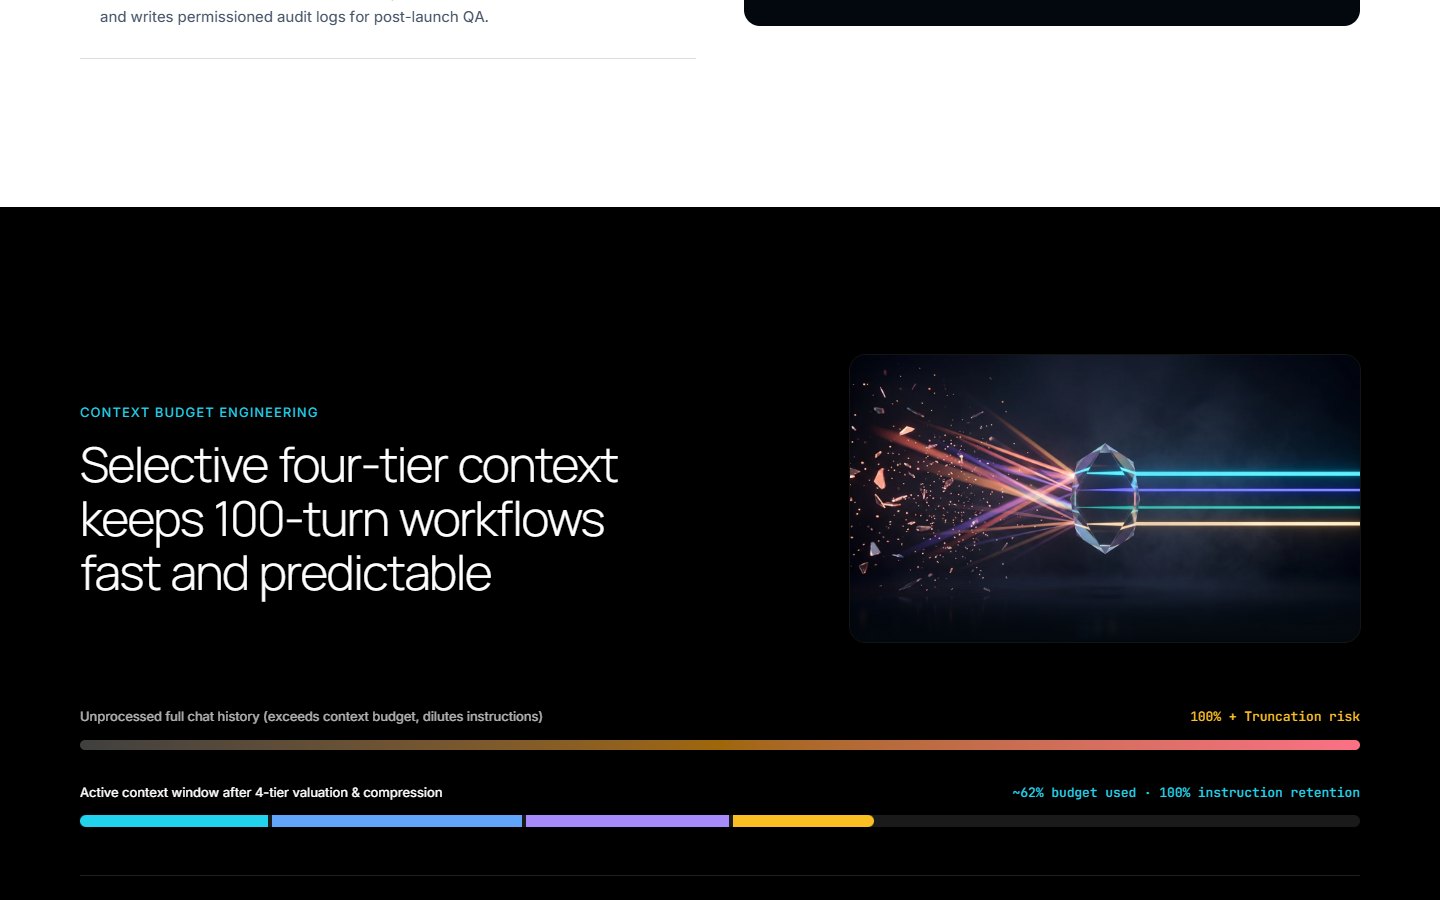 and writes permissioned audit logs for post-launch QA.
CONTEXT BUDGET ENGINEERING
Selective four-tier context
keeps 100-turn workflows
fast and predictable
Unprocessed full chat history (exceeds context budget, dilutes instructions)
100% + Truncation risk
Active context window after 4-tier valuation & compression
~62% budget used · 100% instruction retention